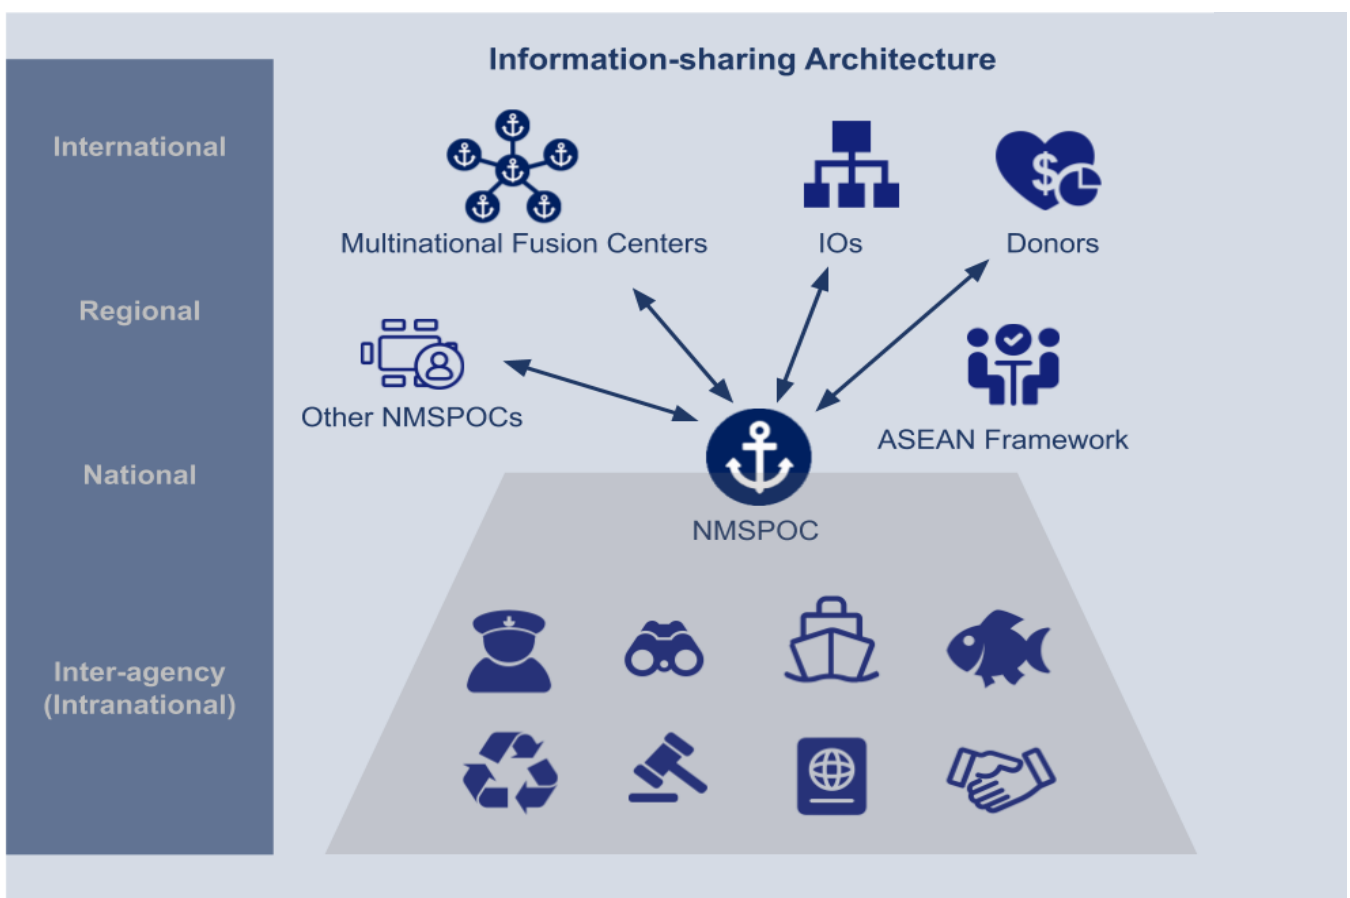 Information-sharing Architecture
International
Multinational Fusion Centers
IOs
Donors
$
Regional
Other NMSPOCs
ASEAN Framework
National
NMSPOC
Inter-agency
(Intranational)